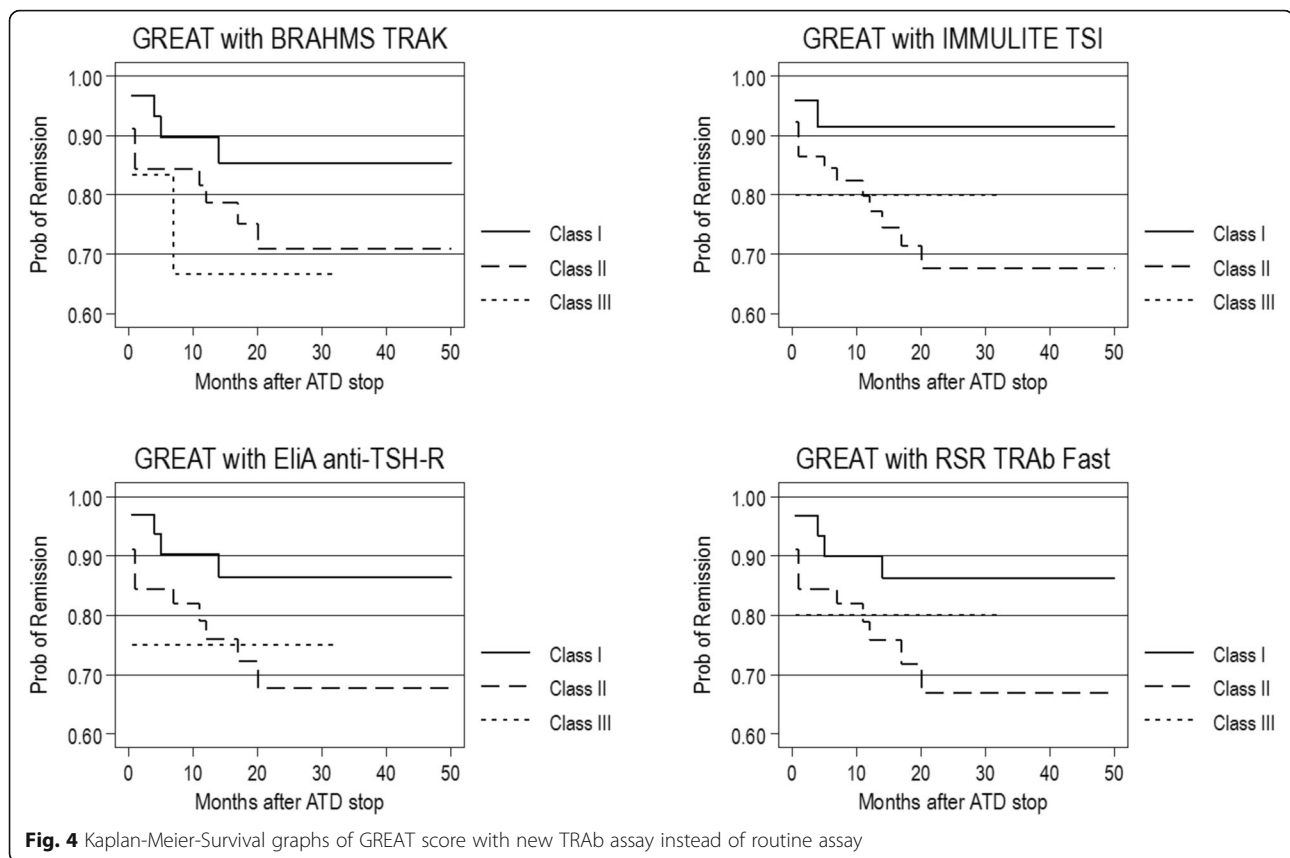 GREAT with BRAHMS TRAK
Prob of Remission
1.00
0.90
0.80
0.70
0.60
0 10 20 30 40 50
Months after ATD stop
Class I
Class II
Class III
GREAT with IMMULITE TSI
Prob of Remission
1.00
0.90
0.80
0.70
0.60
0 10 20 30 40 50
Months after ATD stop
Class I
Class II
Class III
GREAT with EliA anti-TSH-R
Prob of Remission
1.00
0.90
0.80
0.70
0.60
0 10 20 30 40 50
Months after ATD stop
Class I
Class II
Class III
GREAT with RSR TRAb Fast
Prob of Remission
1.00
0.90
0.80
0.70
0.60
0 10 20 30 40 50
Months after ATD stop
Class I
Class II
Class III
Fig. 4 Kaplan-Meier-Survival graphs of GREAT score with new TRAb assay instead of routine assay